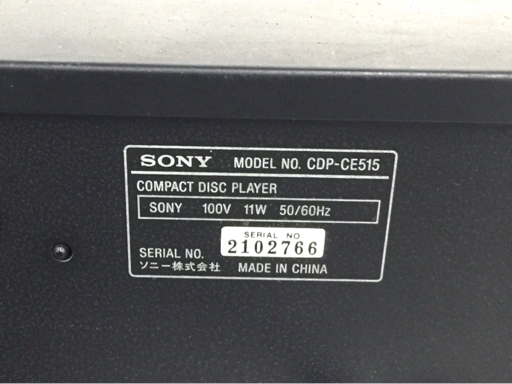 SONY MODEL NO. CDP-CE515
COMPACT DISC PLAYER
SONY 100V 11W 50/60Hz
SERIAL NO
SERIAL NO. 2102766
ソニー株式会社 MADE IN CHINA